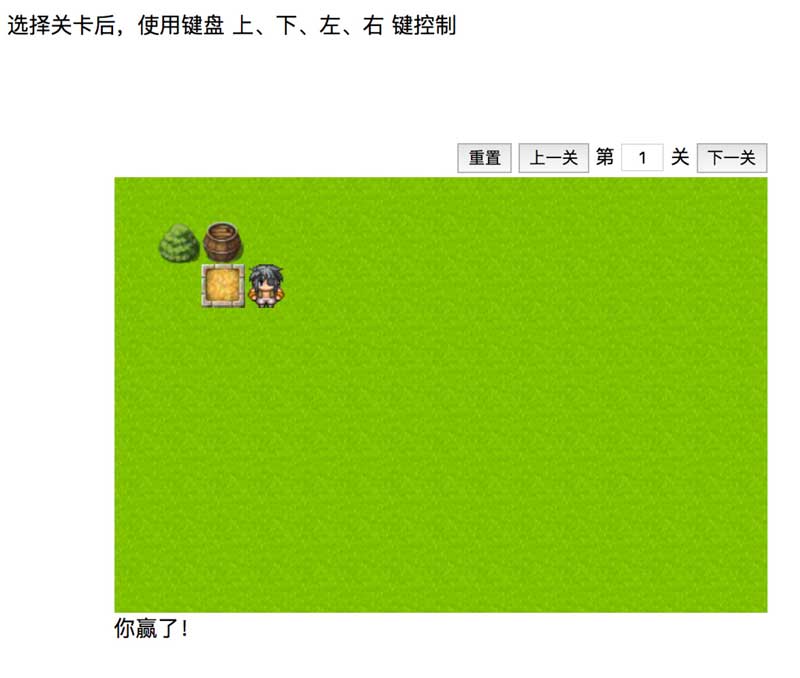 选择关卡后，使用键盘 上、下、左、右 键控制
重置 上一关 第 1 关 下一关
你赢了！